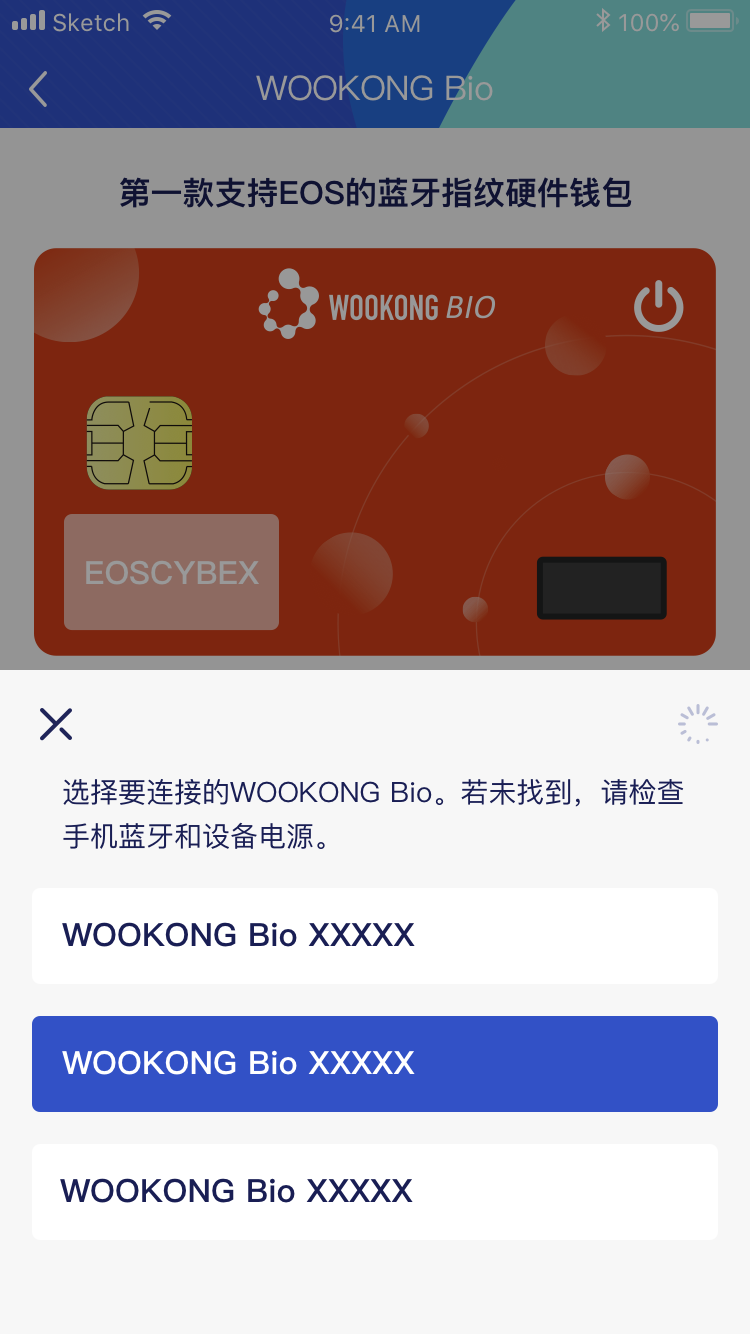 Sketch 9:41 AM 100%
WOOKONG Bio
第一款支持EOS的蓝牙指纹硬件钱包
WOOKONG BIO
EOSCYBEX
选择要连接的WOOKONG Bio。若未找到，请检查
手机蓝牙和设备电源。
WOOKONG Bio XXXXX
WOOKONG Bio XXXXX
WOOKONG Bio XXXXX